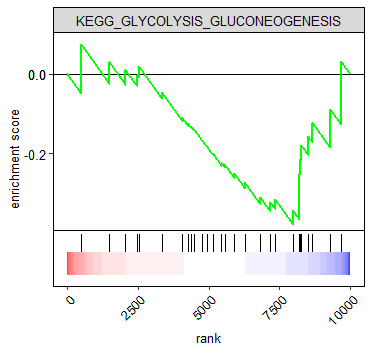 KEGG_GLYCOLYSIS_GLUCONEOGENESIS
0.0
-0.2
enrichment score
0
2500
5000
7500
10000
rank